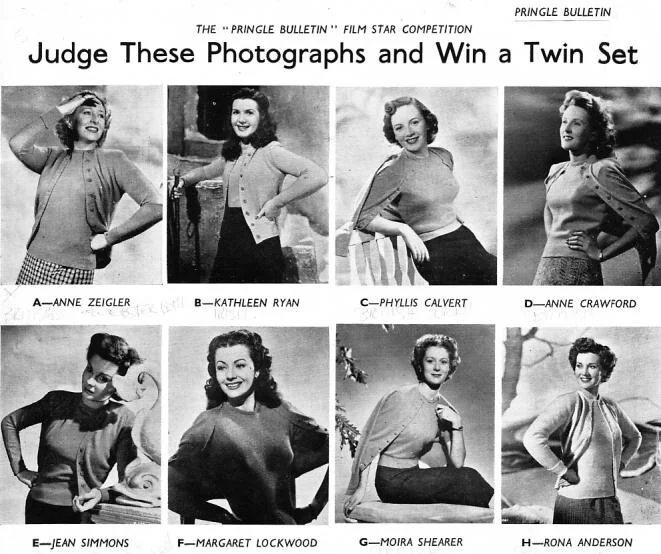 PRINGLE BULLETIN
THE "PRINGLE BULLETIN" FILM STAR COMPETITION
Judge These Photographs and Win a Twin Set
A—ANNE ZEIGLER
B—KATHLEEN RYAN
C—PHYLLIS CALVERT
D—ANNE CRAWFORD
E—JEAN SIMMONS
F—MARGARET LOCKWOOD
G—MOIRA SHEARER
H—RONA ANDERSON